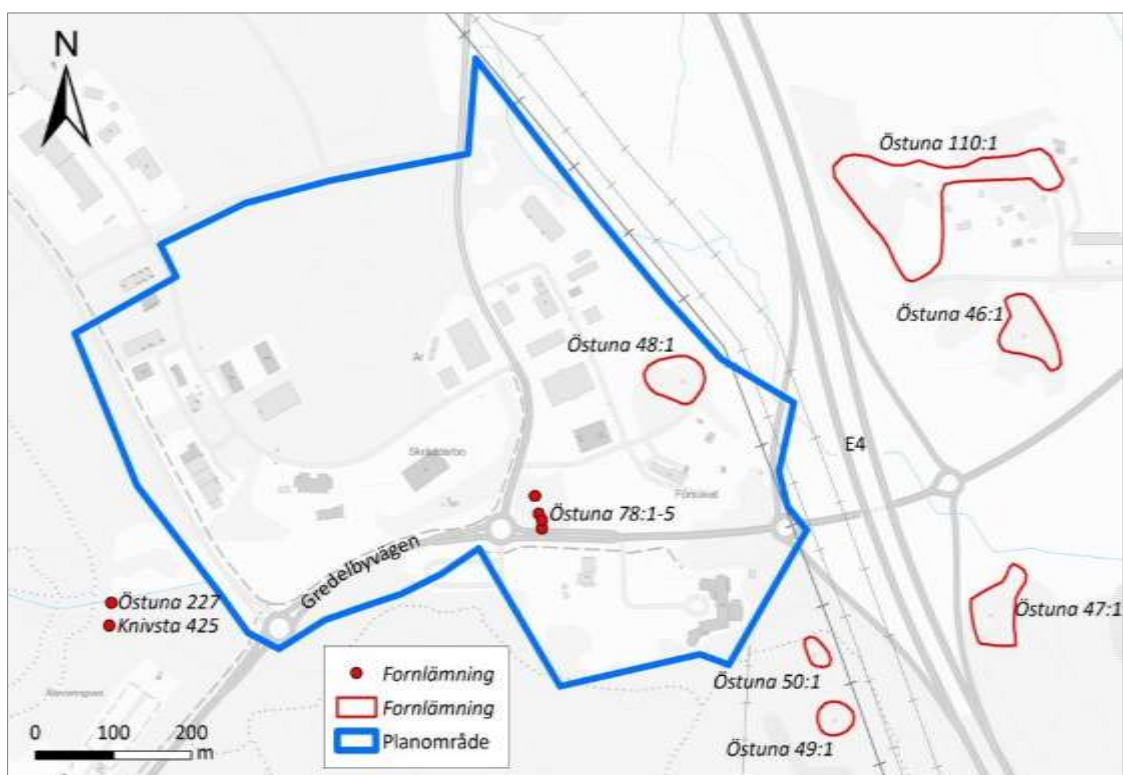 N
Östuna 110:1
Östuna 46:1
Östuna 48:1
E4
Östuna 78:1-5
Gredelbyvägen
Östuna 227
Knivsta 425
Östuna 47:1
Östuna 50:1
Östuna 49:1
Fornlämning
Fornlämning
Planområde
0 100 200
m